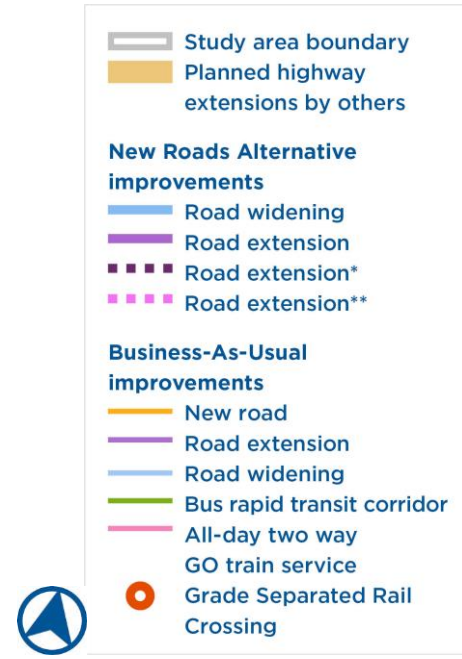 Study area boundary
Planned highway
extensions by others
New Roads Alternative
improvements
Road widening
Road extension
Road extension*
Road extension**
Business-As-Usual
improvements
New road
Road extension
Road widening
Bus rapid transit corridor
All-day two way
GO train service
Grade Separated Rail
Crossing